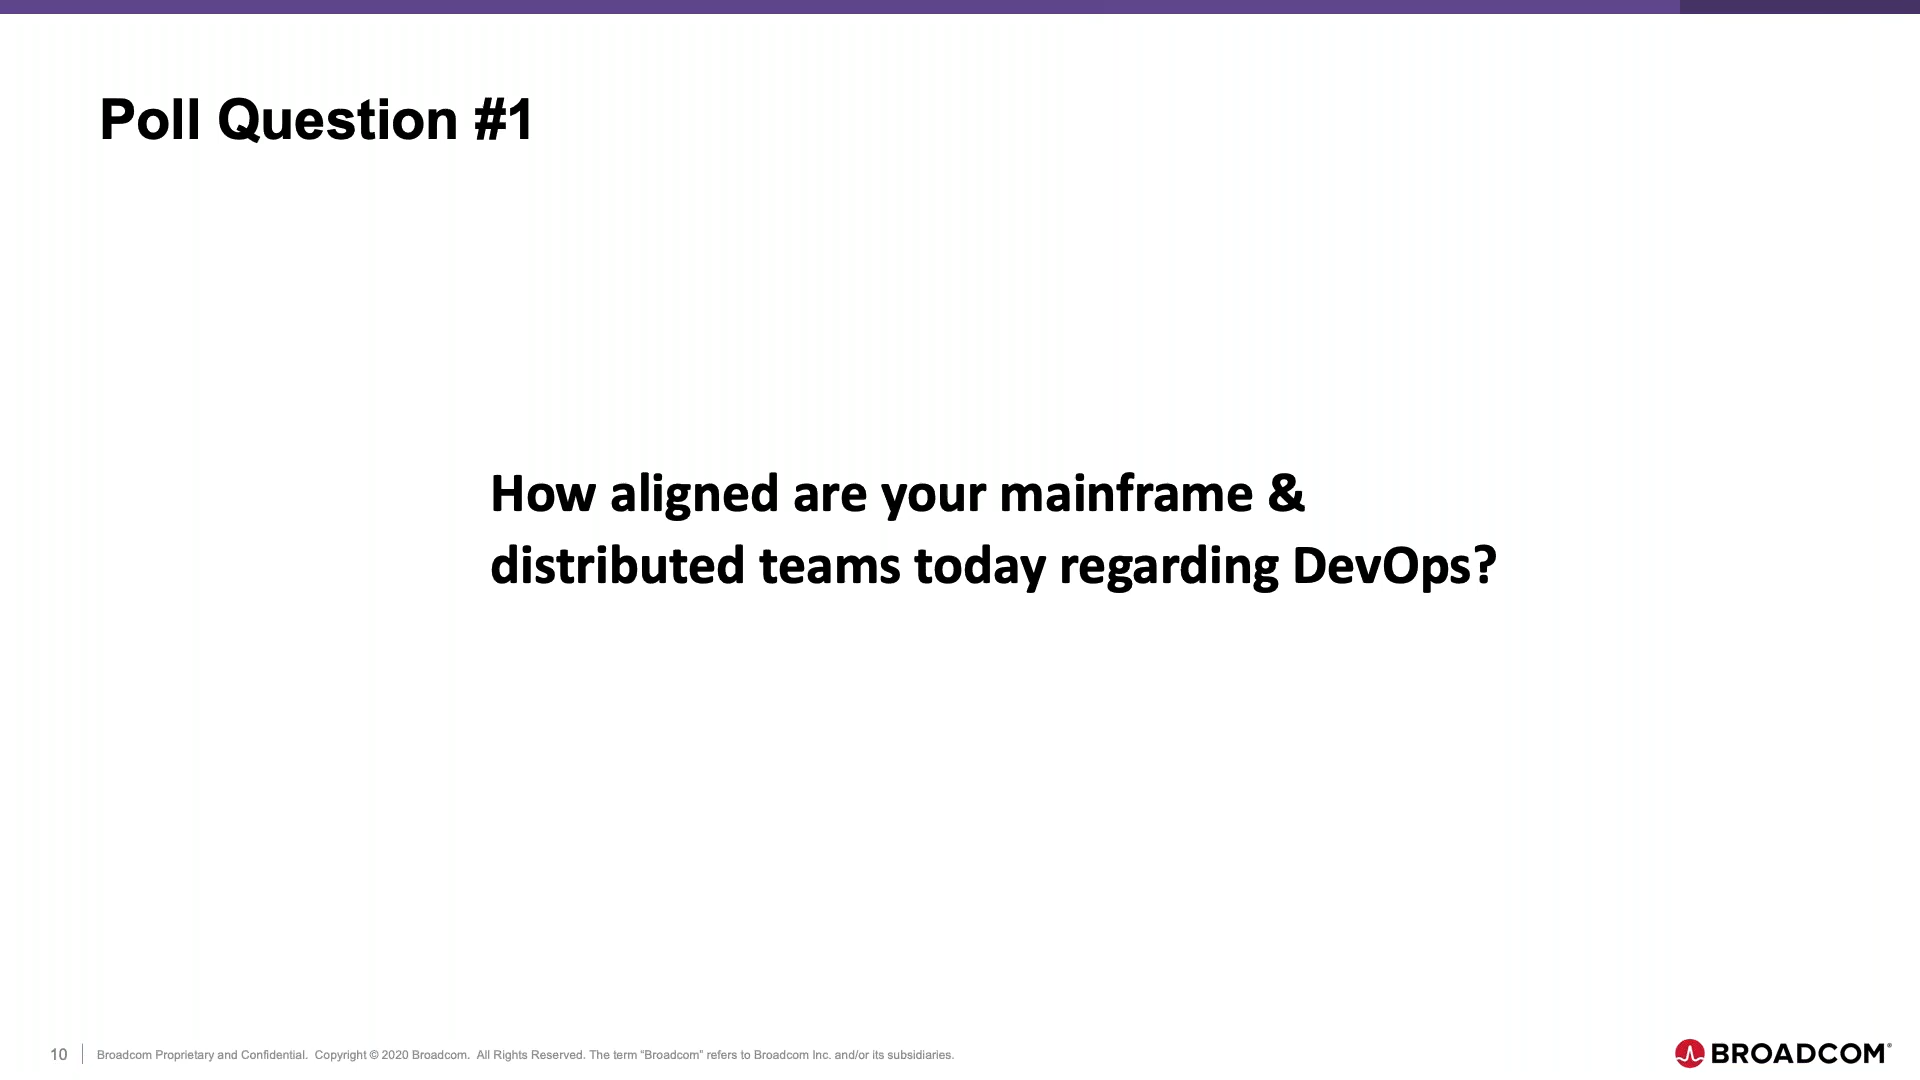 Poll Question #1
How aligned are your mainframe &
distributed teams today regarding DevOps?
10
Broadcom Proprietary and Confidential.  Copyright © 2020 Broadcom.  All Rights Reserved. The term “Broadcom” refers to Broadcom Inc. and/or its subsidiaries.
BROADCOM®